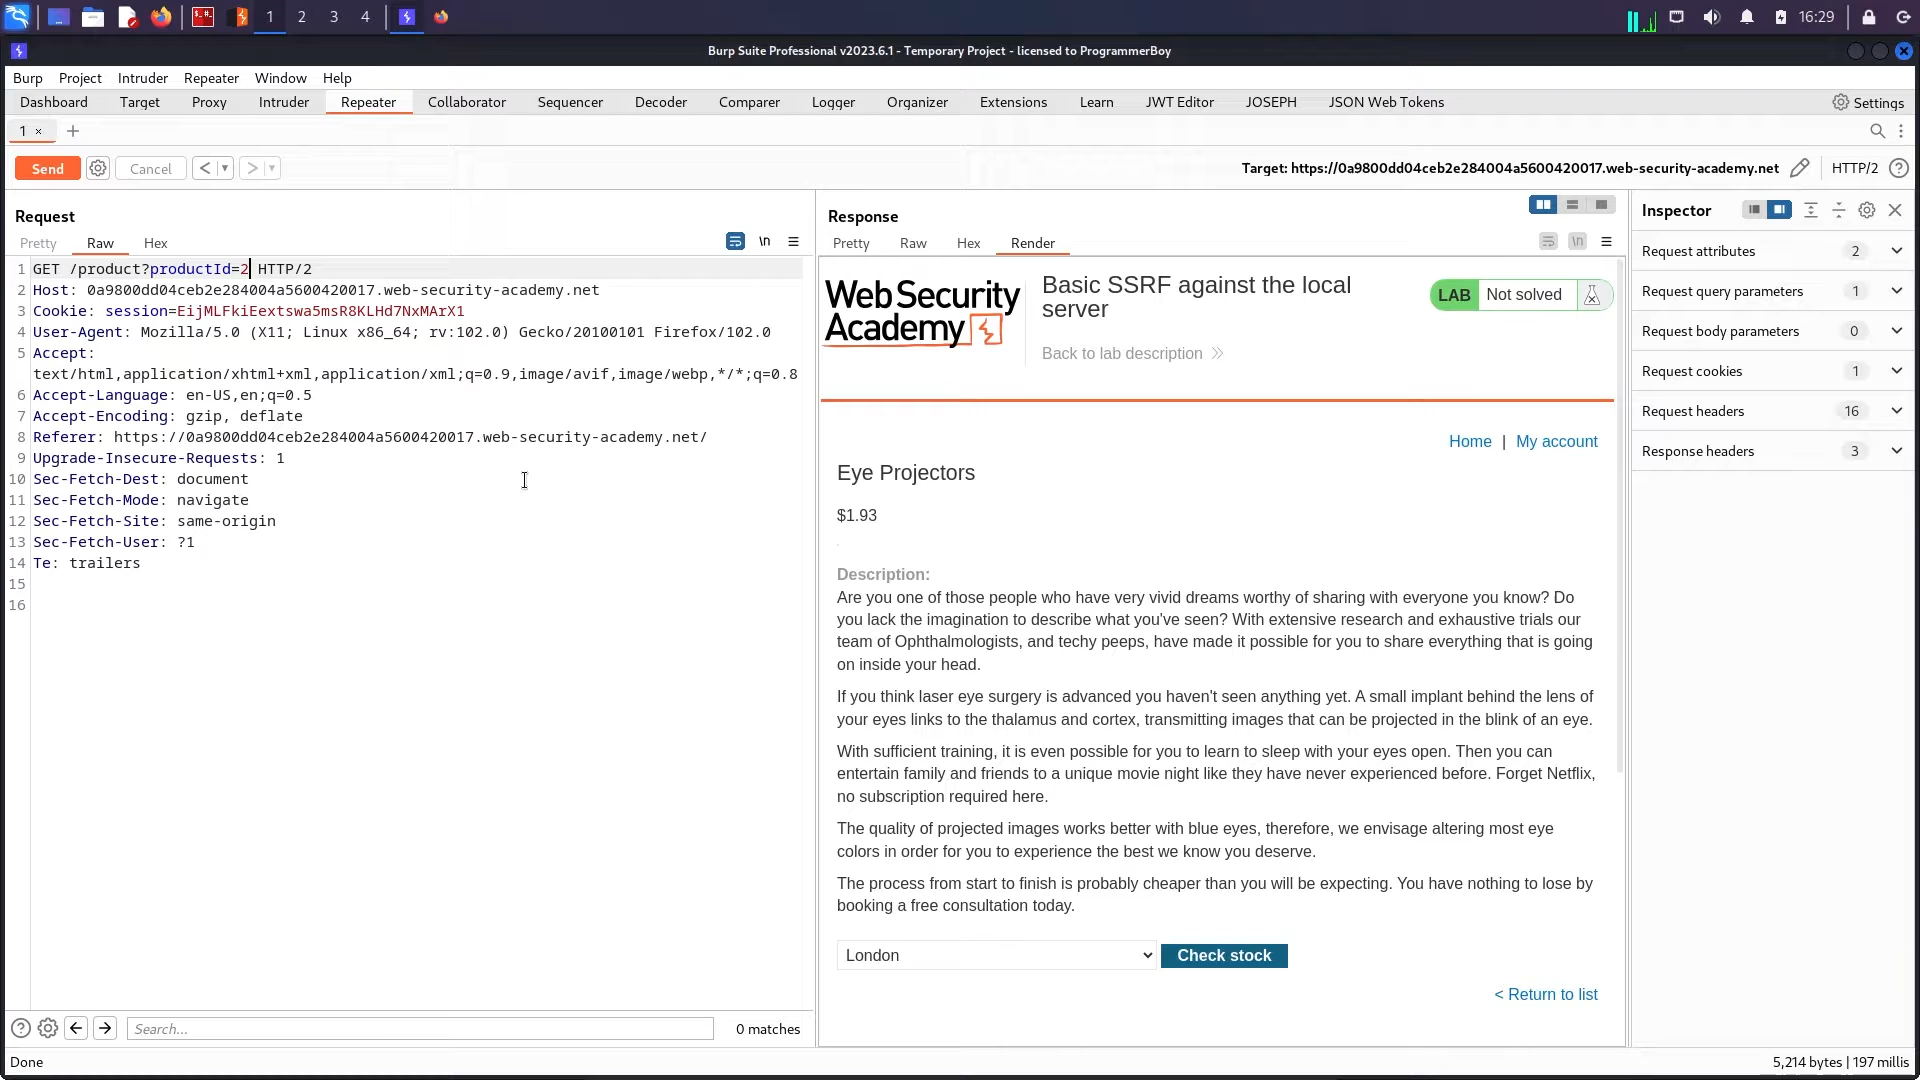 1 2 3 4 16:29
Burp Suite Professional v2023.6.1 - Temporary Project - licensed to ProgrammerBoy
Burp Project Intruder Repeater Window Help
Dashboard Target Proxy Intruder Repeater Collaborator Sequencer Decoder Comparer Logger Organizer Extensions Learn JWT Editor JOSEPH JSON Web Tokens Settings
1 × +
Send Cancel < > Target: https://0a9800dd04ceb2e284004a5600420017.web-security-academy.net HTTP/2 ?
Request
Pretty Raw Hex \n
1 GET /product?productId=2 HTTP/2
2 Host: 0a9800dd04ceb2e284004a5600420017.web-security-academy.net
3 Cookie: session=EijMLFkiEextswa5msR8KLHd7NxMArX1
4 User-Agent: Mozilla/5.0 (X11; Linux x86_64; rv:102.0) Gecko/20100101 Firefox/102.0
5 Accept:
text/html,application/xhtml+xml,application/xml;q=0.9,image/avif,image/webp,*/*;q=0.8
6 Accept-Language: en-US,en;q=0.5
7 Accept-Encoding: gzip, deflate
8 Referer: https://0a9800dd04ceb2e284004a5600420017.web-security-academy.net/
9 Upgrade-Insecure-Requests: 1
10 Sec-Fetch-Dest: document
11 Sec-Fetch-Mode: navigate
12 Sec-Fetch-Site: same-origin
13 Sec-Fetch-User: ?1
14 Te: trailers
15
16
Search... 0 matches
Response
Pretty Raw Hex Render \n
Web Security
Academy
Basic SSRF against the local
server
Back to lab description
LAB Not solved
Home | My account
Eye Projectors
$1.93
Description:
Are you one of those people who have very vivid dreams worthy of sharing with everyone you know? Do
you lack the imagination to describe what you've seen? With extensive research and exhaustive trials our
team of Ophthalmologists, and techy peeps, have made it possible for you to share everything that is going
on inside your head.
If you think laser eye surgery is advanced you haven't seen anything yet. A small implant behind the lens of
your eyes links to the thalamus and cortex, transmitting images that can be projected in the blink of an eye.
With sufficient training, it is even possible for you to learn to sleep with your eyes open. Then you can
entertain family and friends to a unique movie night like they have never experienced before. Forget Netflix,
no subscription required here.
The quality of projected images works better with blue eyes, therefore, we envisage altering most eye
colors in order for you to experience the best we know you deserve.
The process from start to finish is probably cheaper than you will be expecting. You have nothing to lose by
booking a free consultation today.
London Check stock
< Return to list
Inspector
Request attributes 2
Request query parameters 1
Request body parameters 0
Request cookies 1
Request headers 16
Response headers 3
Done 5,214 bytes | 197 millis